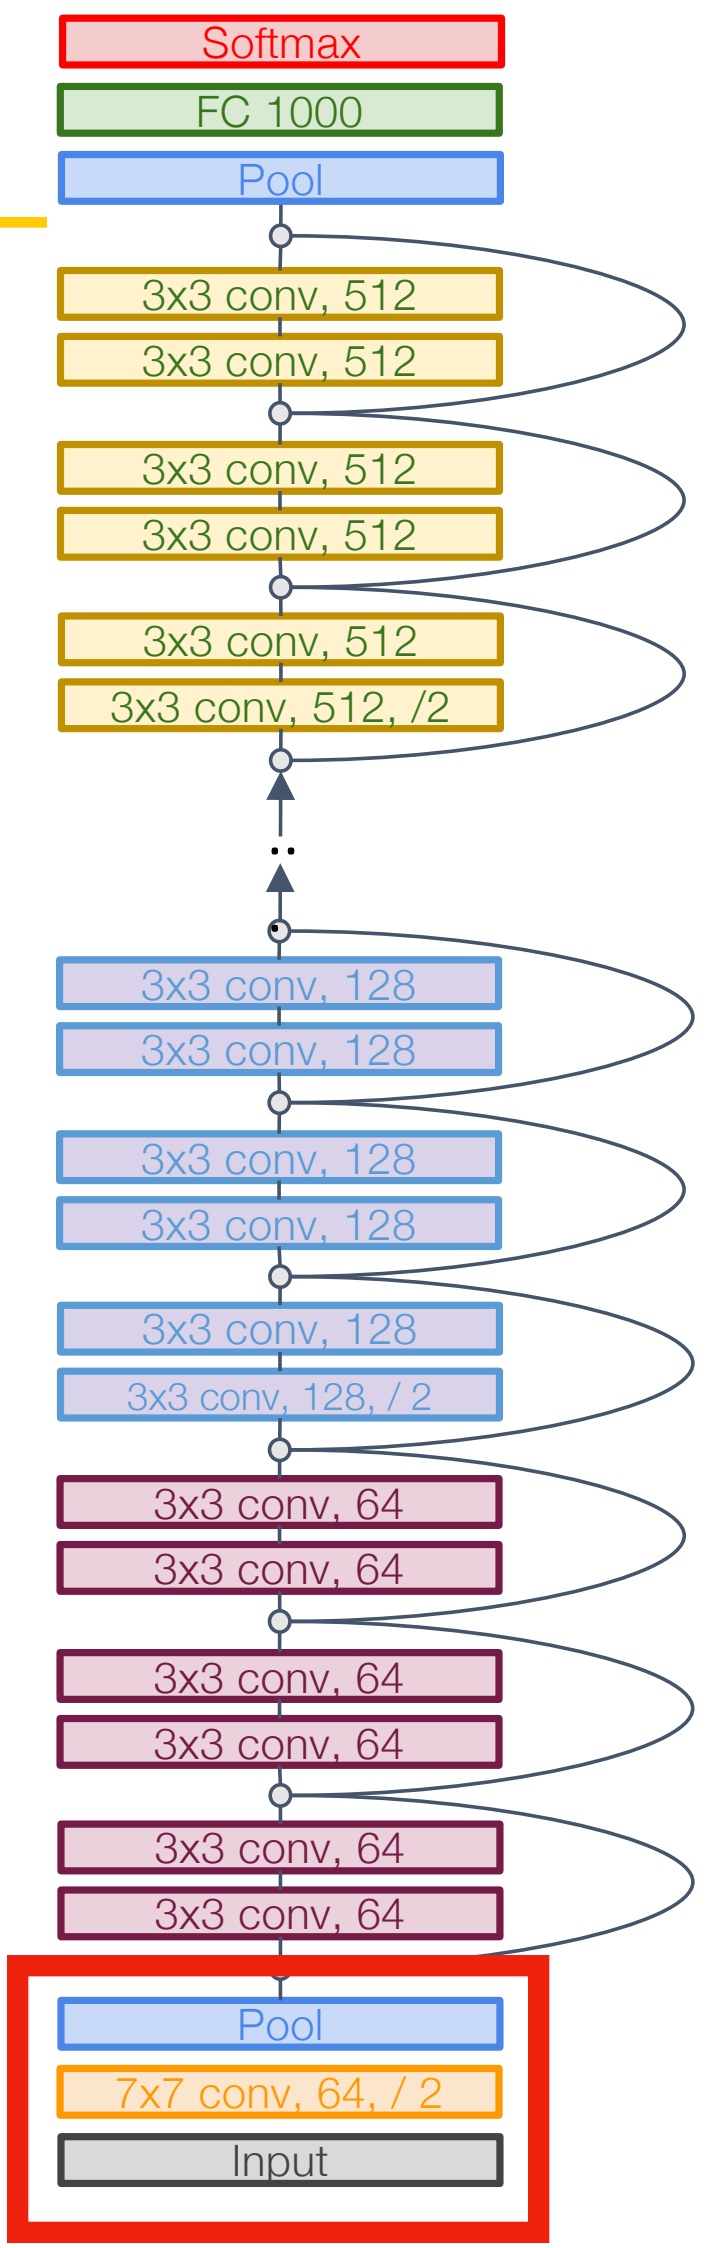 Softmax
FC 1000
Pool
3x3 conv, 512
3x3 conv, 512
3x3 conv, 512
3x3 conv, 512
3x3 conv, 512
3x3 conv, 512, /2
..
.
3x3 conv, 128
3x3 conv, 128
3x3 conv, 128
3x3 conv, 128
3x3 conv, 128
3x3 conv, 128, / 2
3x3 conv, 64
3x3 conv, 64
3x3 conv, 64
3x3 conv, 64
3x3 conv, 64
3x3 conv, 64
Pool
7x7 conv, 64, / 2
Input